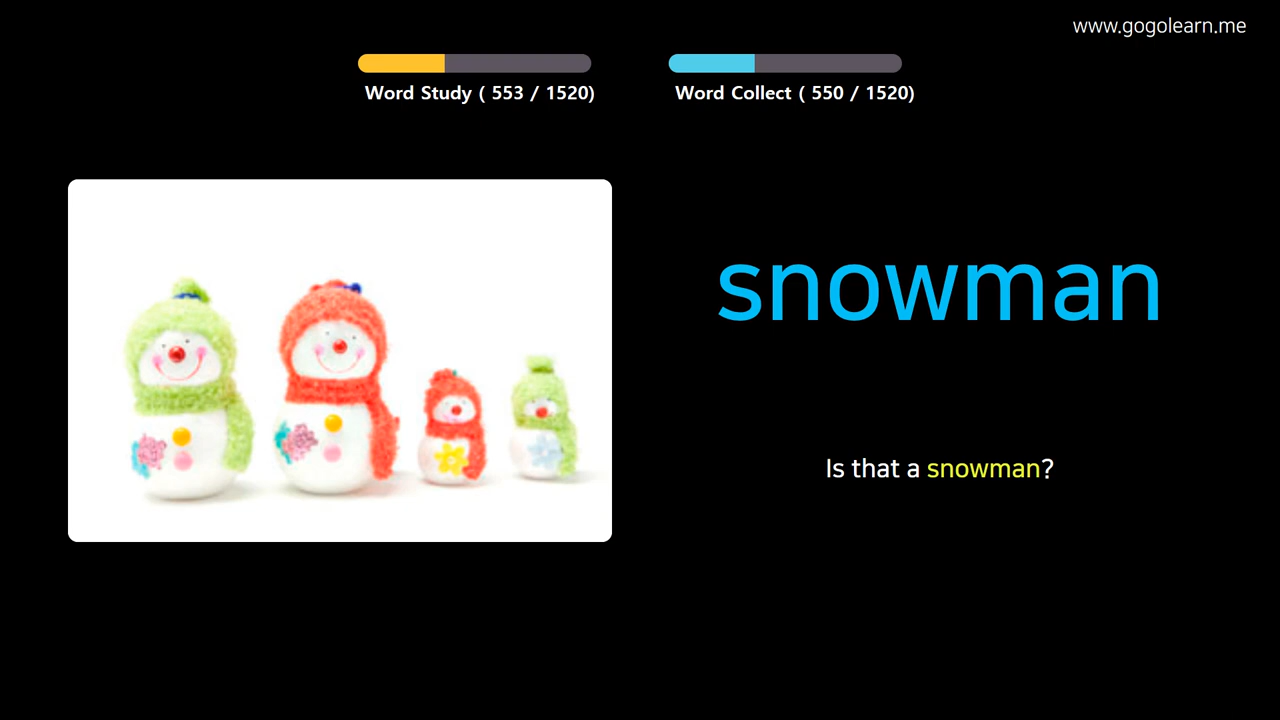 www.gogolearn.me
Word Study ( 553 / 1520)
Word Collect ( 550 / 1520)
snowman
Is that a snowman?